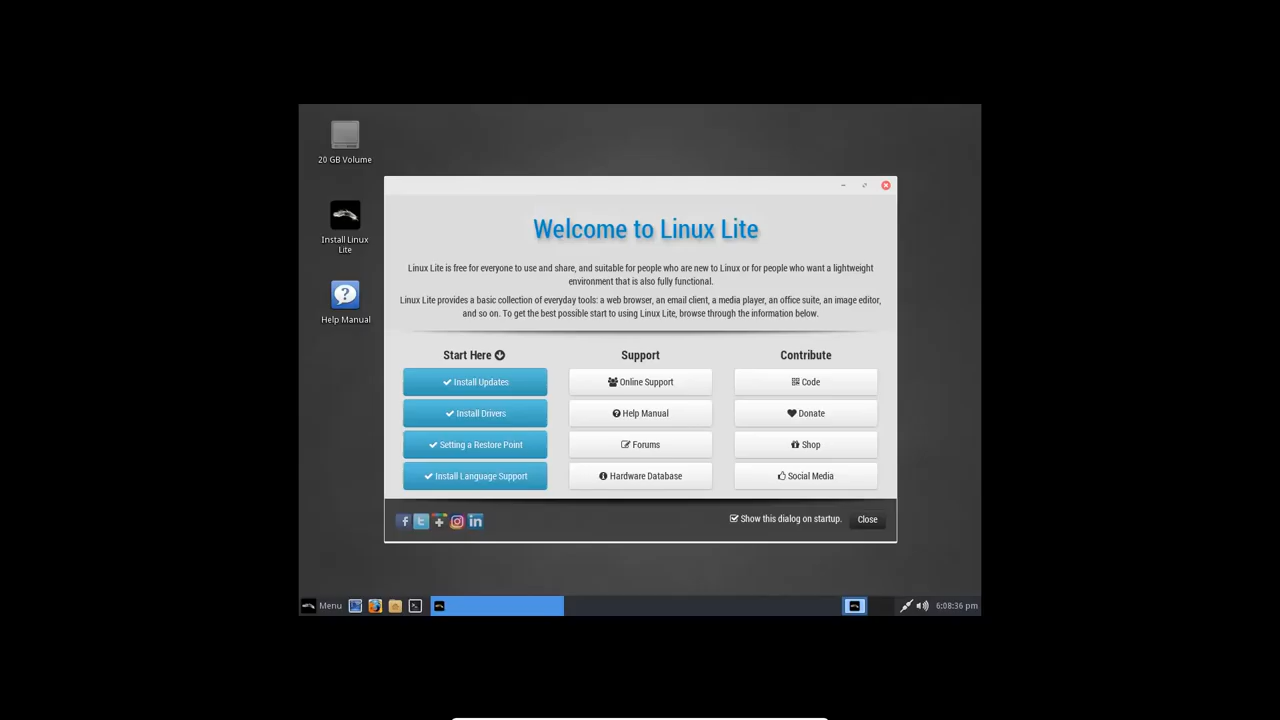 20 GB Volume
Install Linux
Lite
Help Manual
Welcome to Linux Lite
Linux Lite is free for everyone to use and share, and suitable for people who are new to Linux or for people who want a lightweight
environment that is also fully functional.
Linux Lite provides a basic collection of everyday tools: a web browser, an email client, a media player, an office suite, an image editor,
and so on. To get the best possible start to using Linux Lite, browse through the information below.
Start Here
Support
Contribute
Install Updates
Online Support
Code
Install Drivers
Help Manual
Donate
Setting a Restore Point
Forums
Shop
Install Language Support
Hardware Database
Social Media
Show this dialog on startup.
Close
Menu
6:08:36 pm